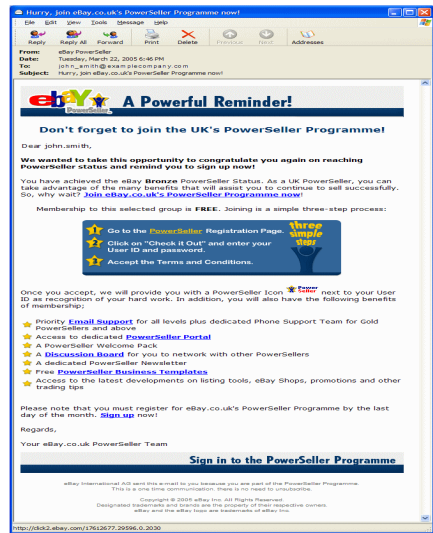 Hurry, join eBay.co.uk's PowerSeller Programme now!
File Edit View Tools Message Help
Reply Reply All Forward Print Delete Previous Next Addresses
From: eBay PowerSeller
Date: Tuesday, March 22, 2005 6:46 PM
To: john_smith@examplecompany.com
Subject: Hurry, join eBay.co.uk's PowerSeller Programme now!
eBay PowerSeller A Powerful Reminder!
Don't forget to join the UK's PowerSeller Programme!
Dear john.smith,
We wanted to take this opportunity to congratulate you again on reaching
PowerSeller status and remind you to sign up now!
You have achieved the eBay Bronze PowerSeller Status. As a UK PowerSeller, you can
take advantage of the many benefits that will assist you to continue to sell successfully.
So, why wait? Join eBay.co.uk's PowerSeller Programme now!
Membership to this selected group is FREE. Joining is a simple three-step process:
1 Go to the PowerSeller Registration Page.
2 Click on "Check it Out" and enter your
User ID and password.
3 Accept the Terms and Conditions.
three
simple
steps
Once you accept, we will provide you with a PowerSeller Icon Power Seller next to your User
ID as recognition of your hard work. In addition, you will also have the following benefits
of membership;
Priority Email Support for all levels plus dedicated Phone Support Team for Gold
PowerSellers and above
Access to dedicated PowerSeller Portal
A PowerSeller Welcome Pack
A Discussion Board for you to network with other PowerSellers
A dedicated PowerSeller Newsletter
Free PowerSeller Business Templates
Access to the latest developments on listing tools, eBay Shops, promotions and other
trading tips
Please note that you must register for eBay.co.uk's PowerSeller Programme by the last
day of the month. Sign up now!
Regards,
Your eBay.co.uk PowerSeller Team
Sign in to the PowerSeller Programme
eBay International AG sent this e-mail to you because you are part of the PowerSeller Programme.
This is a one time communication, there is no need to unsubscribe.
Copyright © 2005 eBay Inc. All Rights Reserved.
Designated trademarks and brands are the property of their respective owners.
eBay and the eBay logo are trademarks of eBay Inc.
http://click2.ebay.com/17612677.29596.0.2030